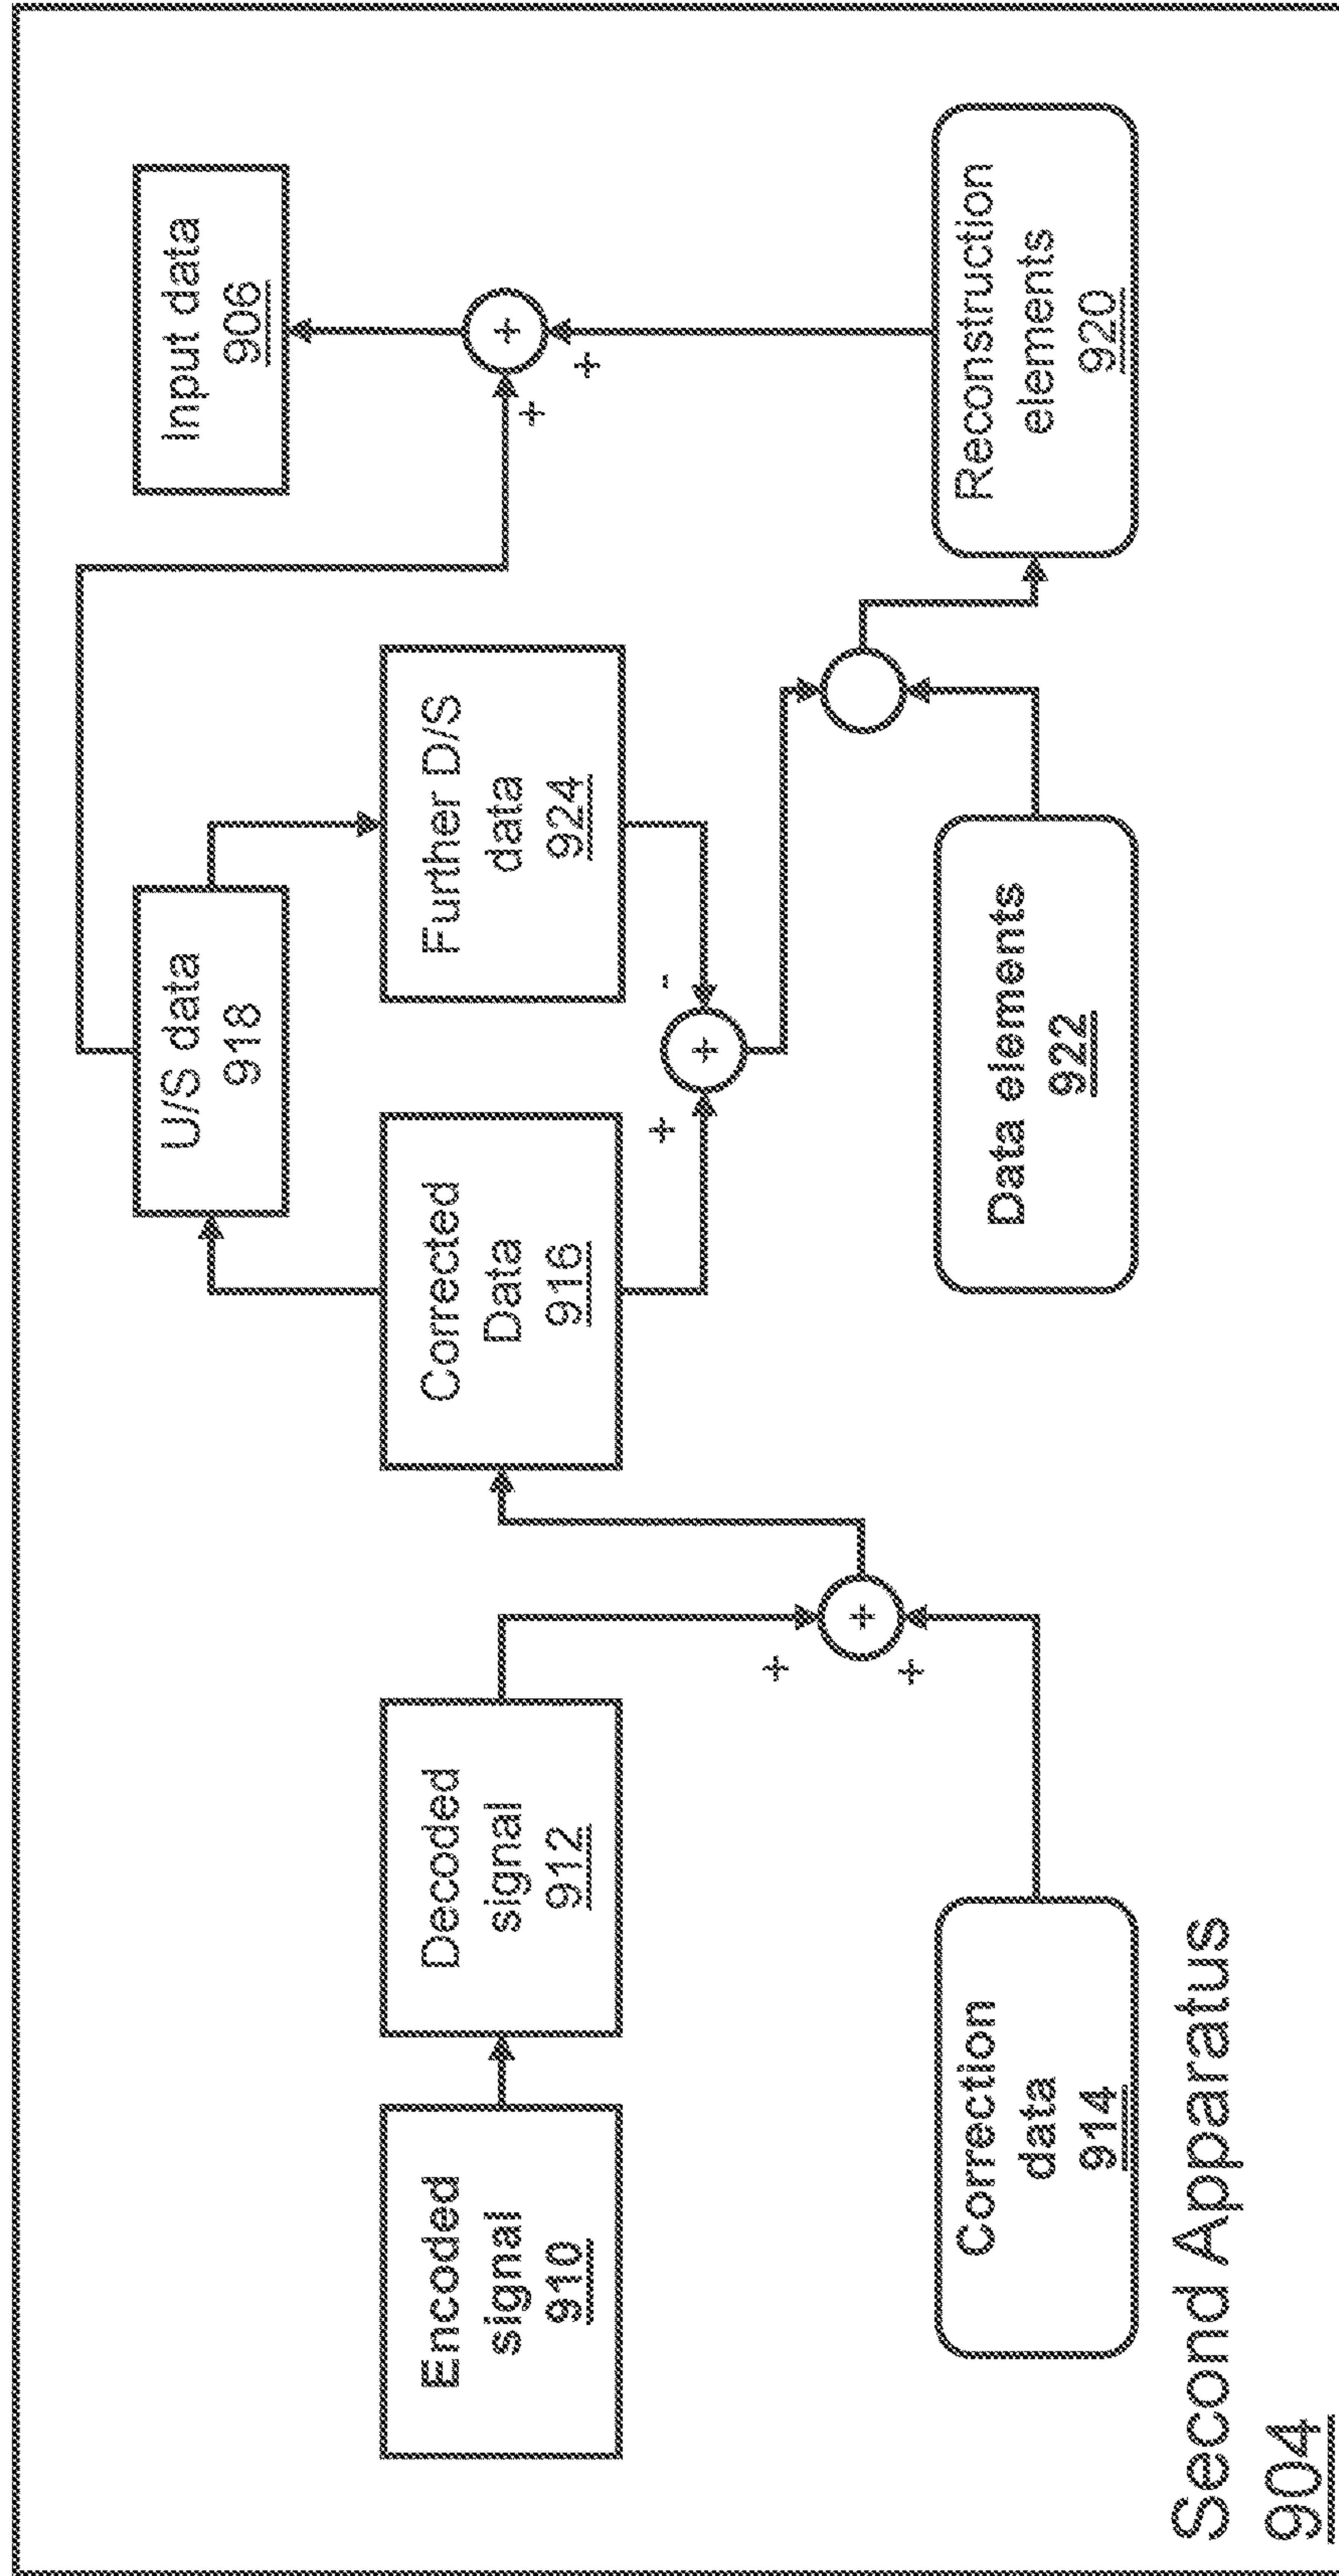 Encoded
signal
910
Decoded
signal
912
Correction
data
914
+
+
+
Corrected
Data
916
U/S data
918
Further D/S
data
924
+
-
+
Data elements
922
Reconstruction
elements
920
+
+
+
Input data
906
Second Apparatus
904